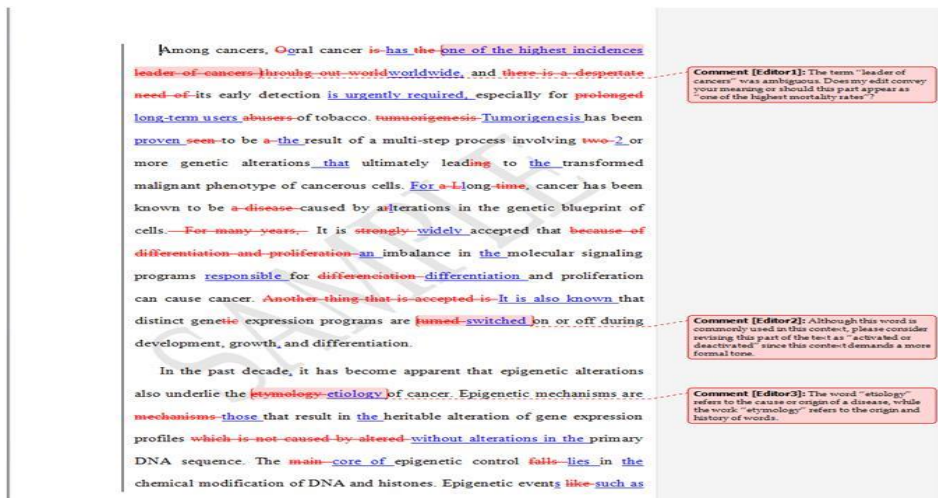 Among cancers, Ooral cancer is has the one of the highest incidences
leader of cancers throuhg out worldworldwide, and there is a despertate
need of its early detection is urgently required, especially for prolonged
long-term users abusers of tobacco. tumuorigenesis Tumorigenesis has been
proven seen to be a the result of a multi-step process involving two 2 or
more genetic alterations that ultimately leading to the transformed
malignant phenotype of cancerous cells. For a Llong time, cancer has been
known to be a disease caused by arlterations in the genetic blueprint of
cells. For many years, It is strongly widely accepted that because of
differentiation and proliferation an imbalance in the molecular signaling
programs responsible for differenciation differentiation and proliferation
can cause cancer. Another thing that is accepted is It is also known that
distinct genetic expression programs are turned switched on or off during
development, growth, and differentiation.
In the past decade, it has become apparent that epigenetic alterations
also underlie the etymology etiology of cancer. Epigenetic mechanisms are
mechanisms those that result in the heritable alteration of gene expression
profiles which is not caused by altered without alterations in the primary
DNA sequence. The main core of epigenetic control falls lies in the
chemical modification of DNA and histones. Epigenetic events like such as
Comment [Editor1]: The term "leader of
cancers" was ambiguous. Does my edit convey
your meaning or should this part appear as
"one of the highest mortality rates"?
Comment [Editor2]: Although this word is
commonly used in this context, please consider
revising this part of the text as "activated or
deactivated" since this context demands a more
formal tone.
Comment [Editor3]: The word "etiology"
refers to the cause or origin of a disease, while
the work "etymology" refers to the origin and
history of words.
SAMPLE